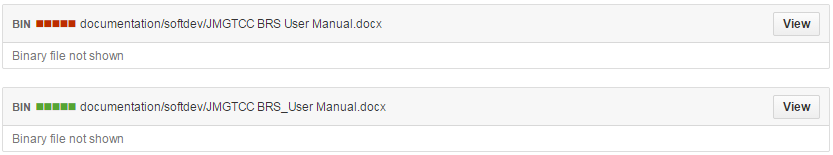 BIN documentation/softdev/JMGTCC BRS User Manual.docx View
Binary file not shown
BIN documentation/softdev/JMGTCC BRS_User Manual.docx View
Binary file not shown